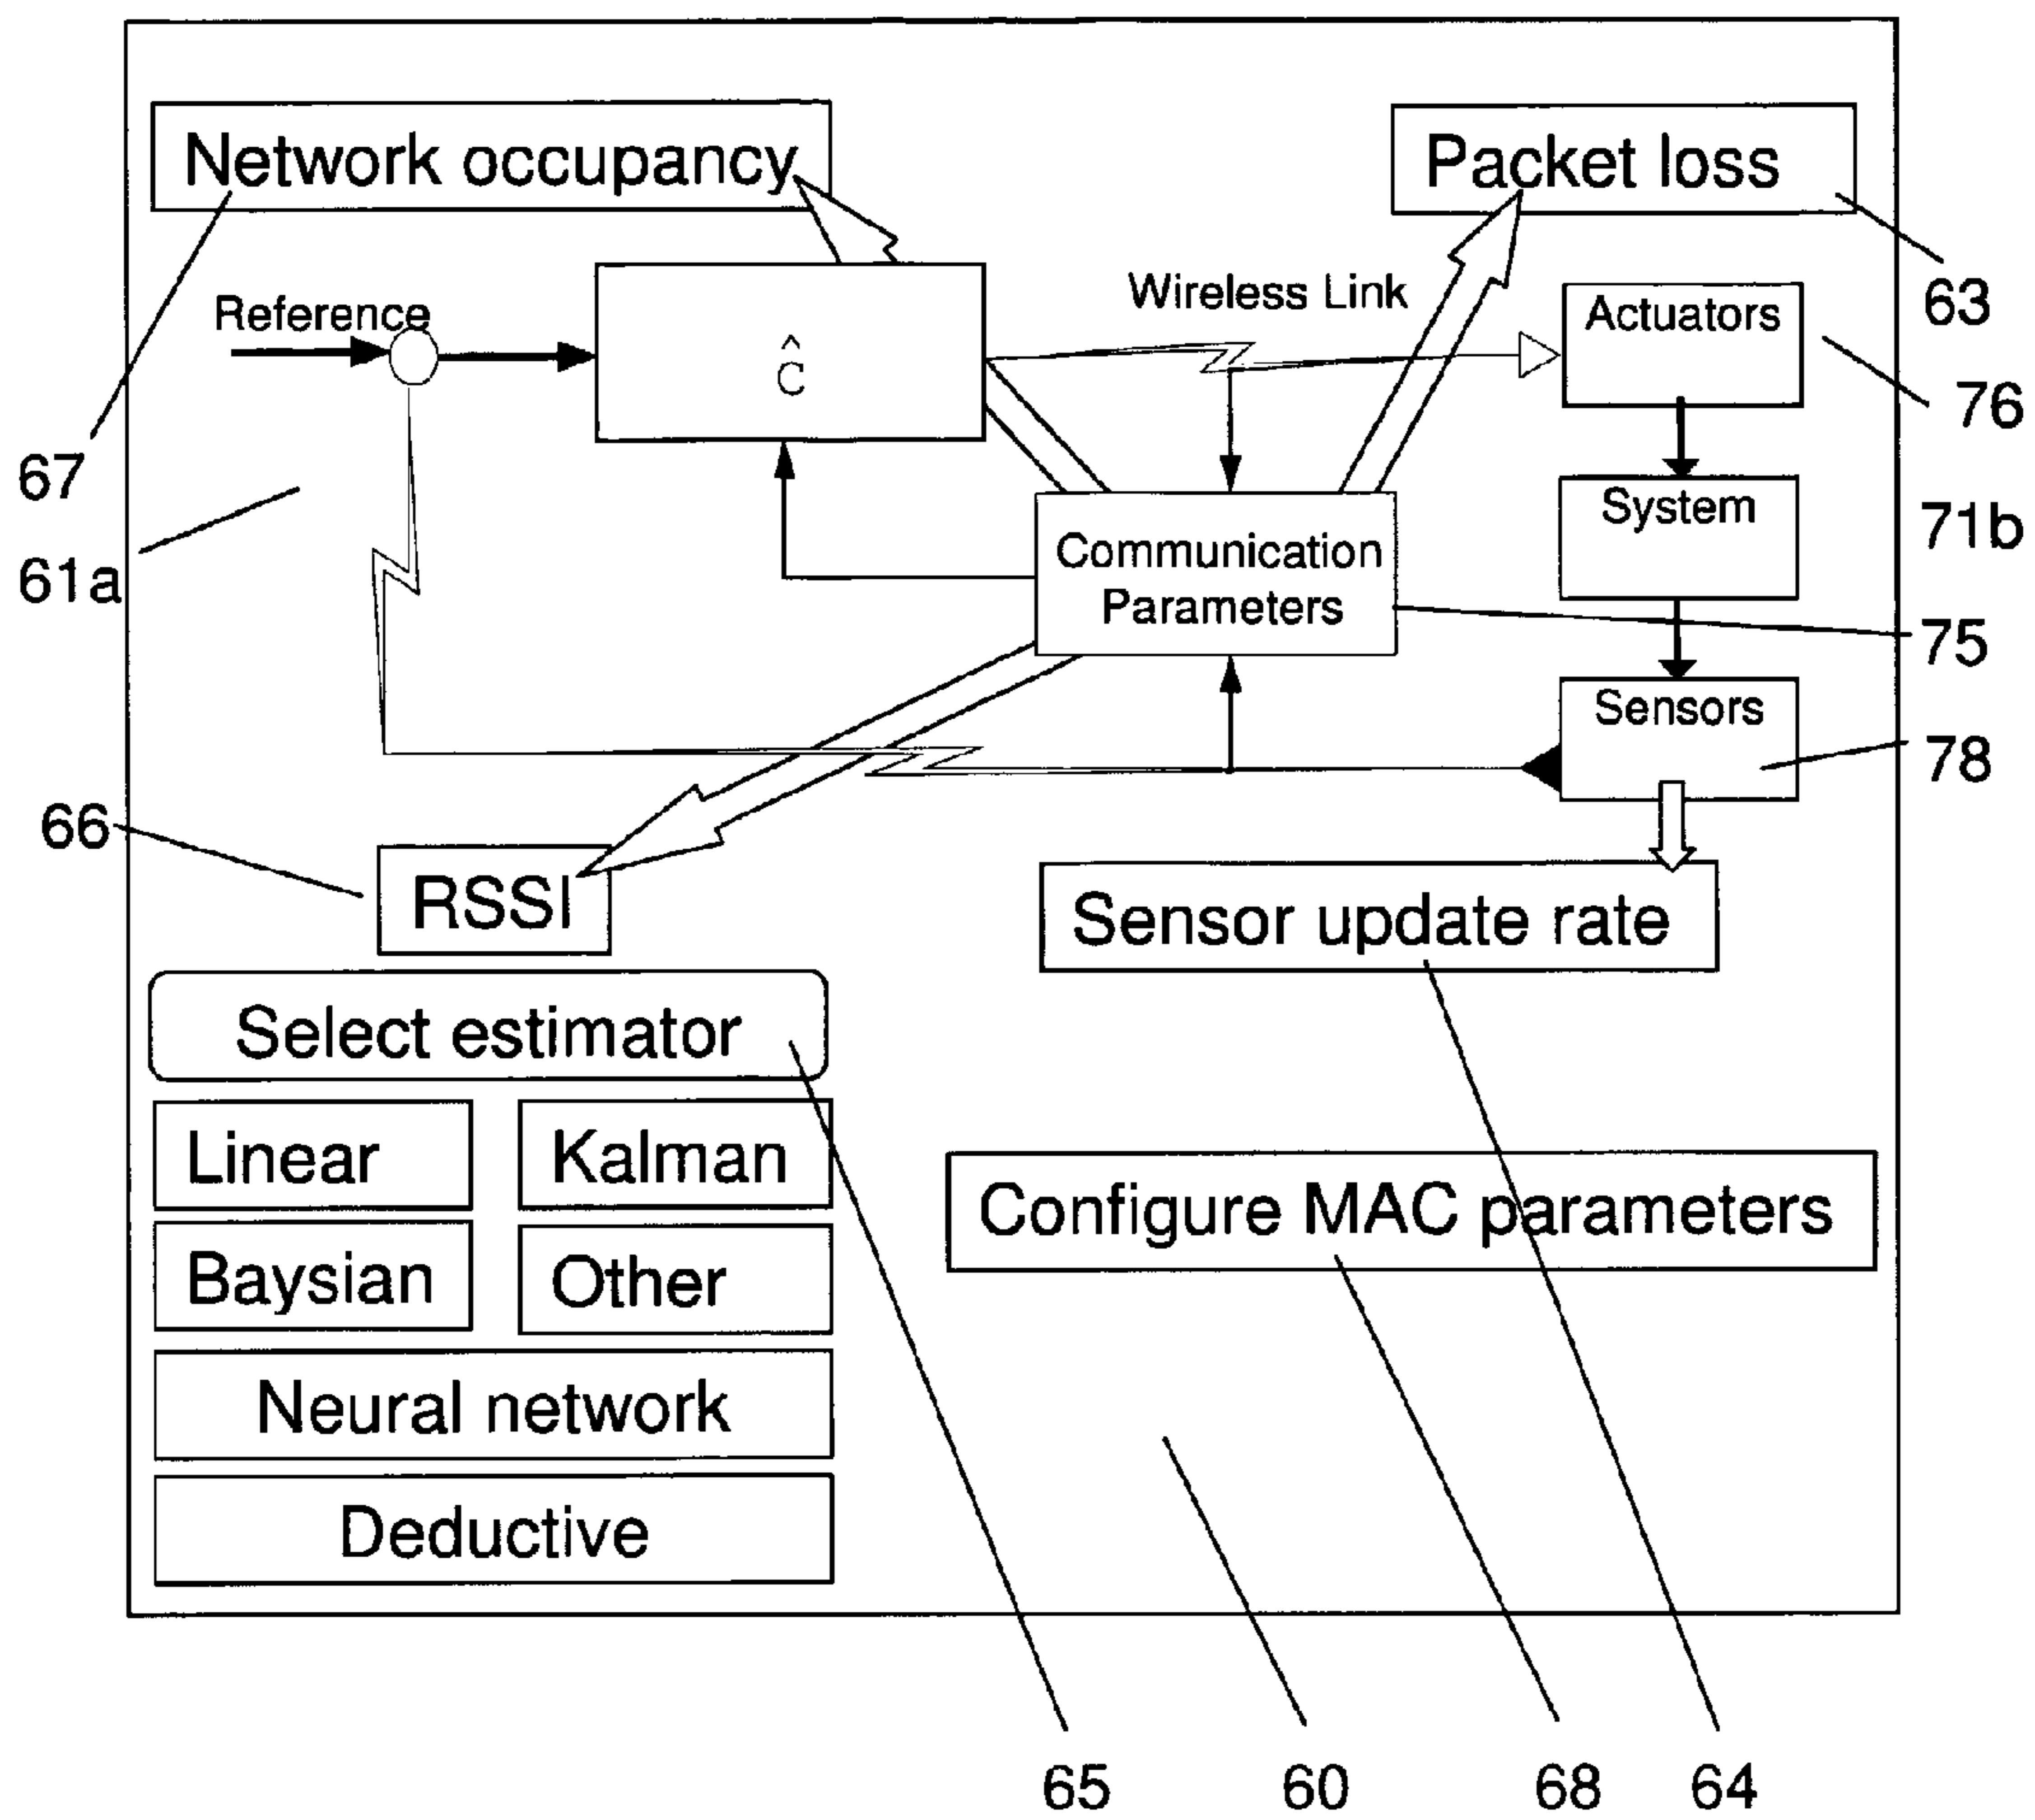 Network occupancy
Packet loss
Wireless Link
63
Reference
Actuators
Ĉ
76
67
System
71b
Communication
Parameters
61a
75
Sensors
78
66
RSSI
Sensor update rate
Select estimator
Linear
Kalman
Configure MAC parameters
Baysian
Other
Neural network
Deductive
65
60
68
64